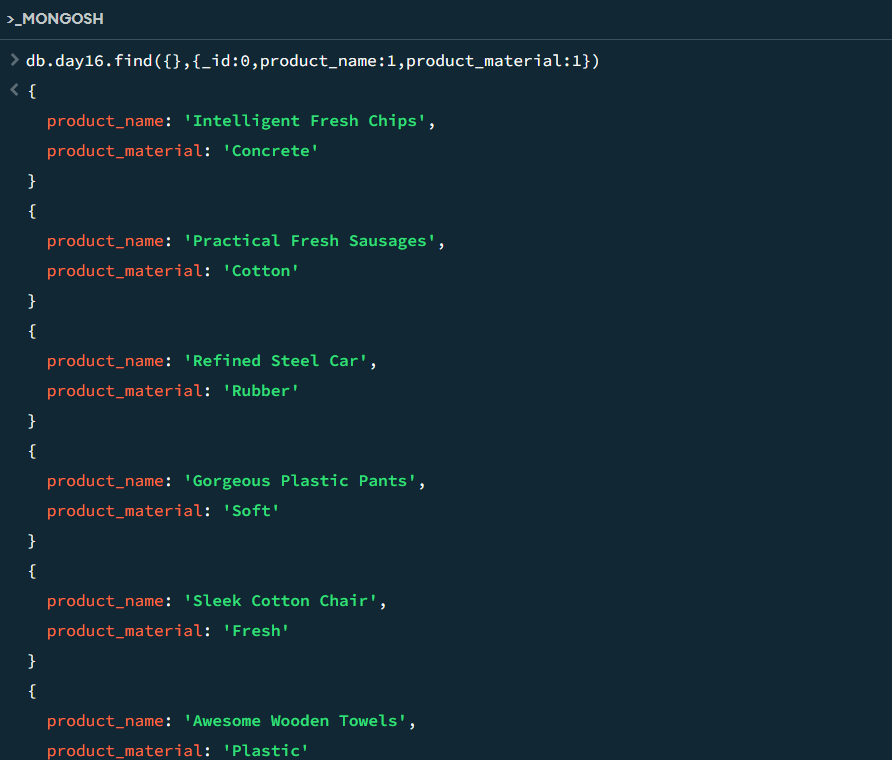 >_MONGOSH
> db.day16.find({},{_id:0,product_name:1,product_material:1})
< {
product_name: 'Intelligent Fresh Chips',
product_material: 'Concrete'
}
{
product_name: 'Practical Fresh Sausages',
product_material: 'Cotton'
}
{
product_name: 'Refined Steel Car',
product_material: 'Rubber'
}
{
product_name: 'Gorgeous Plastic Pants',
product_material: 'Soft'
}
{
product_name: 'Sleek Cotton Chair',
product_material: 'Fresh'
}
{
product_name: 'Awesome Wooden Towels',
product_material: 'Plastic'